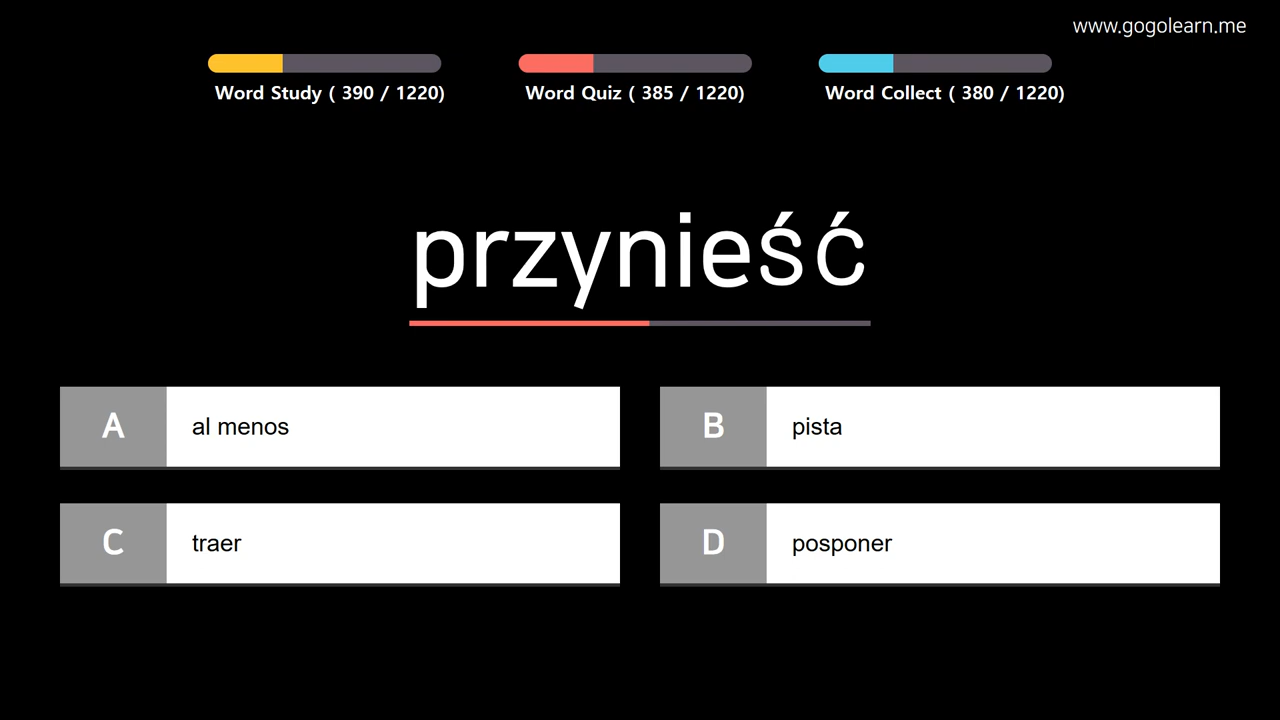 www.gogolearn.me
Word Study ( 390 / 1220)
Word Quiz ( 385 / 1220)
Word Collect ( 380 / 1220)
przynieść
A al menos
B pista
C traer
D posponer